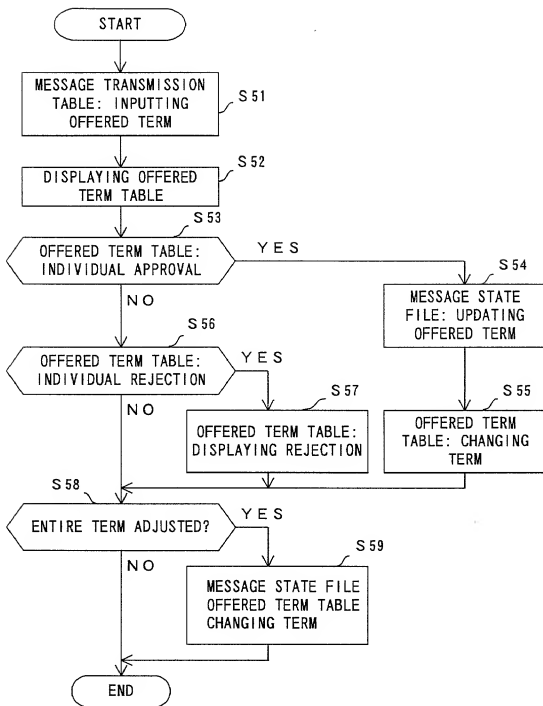 START
MESSAGE TRANSMISSION
TABLE: INPUTTING
OFFERED TERM
S51
DISPLAYING OFFERED
TERM TABLE
S52
S53
OFFERED TERM TABLE:
INDIVIDUAL APPROVAL
YES
NO
S54
MESSAGE STATE
FILE: UPDATING
OFFERED TERM
S56
OFFERED TERM TABLE:
INDIVIDUAL REJECTION
YES
NO
S57
OFFERED TERM TABLE:
DISPLAYING REJECTION
S55
OFFERED TERM
TABLE: CHANGING
TERM
S58
ENTIRE TERM ADJUSTED?
YES
NO
S59
MESSAGE STATE FILE
OFFERED TERM TABLE
CHANGING TERM
END